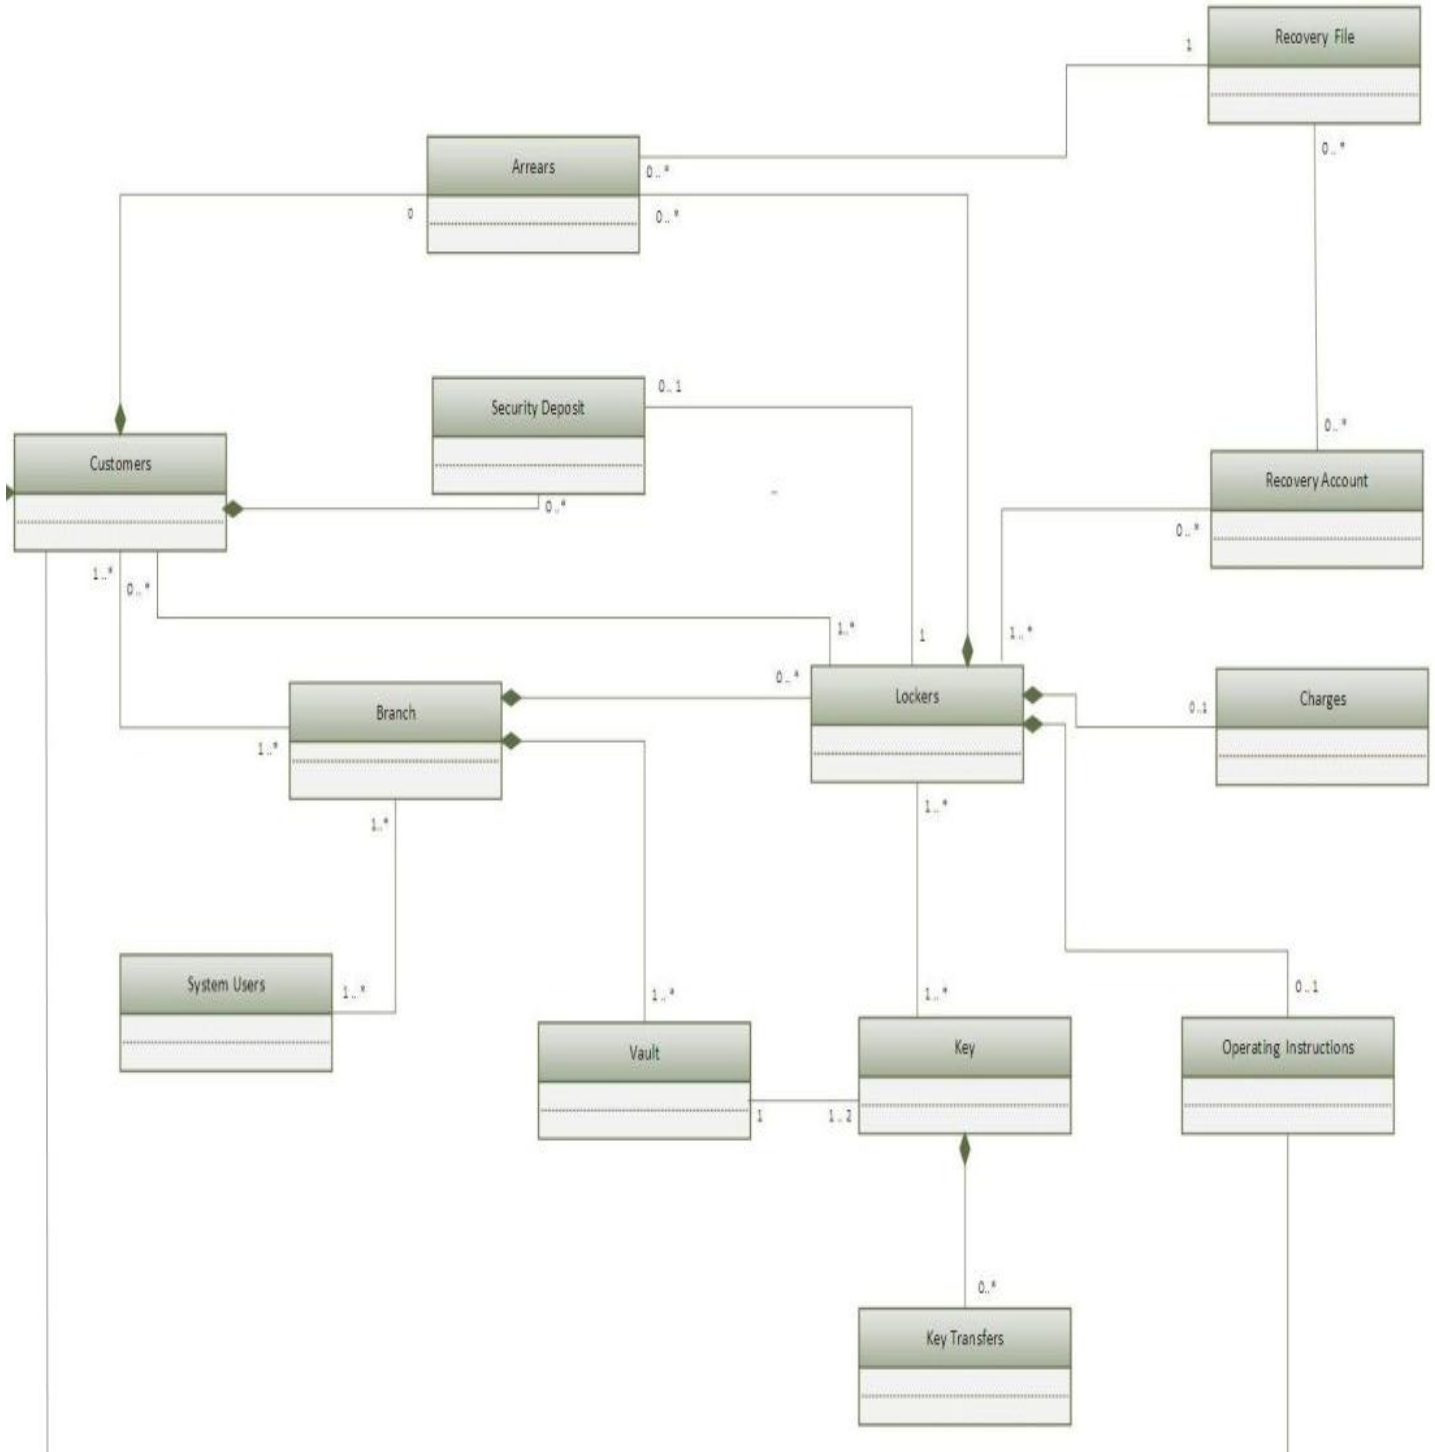 Recovery File
1
Arrears
0..*
0..*
0..*
0
Security Deposit
0..1
0..*
Customers
Recovery Account
0..*
0..*
1..*
0..*
1..*
1..*
1
Lockers
0..*
Branch
1..*
Charges
0..1
1..*
1..*
System Users
1..*
1..*
1..*
0..1
Vault
1
Key
1..2
Operating Instructions
0..*
Key Transfers